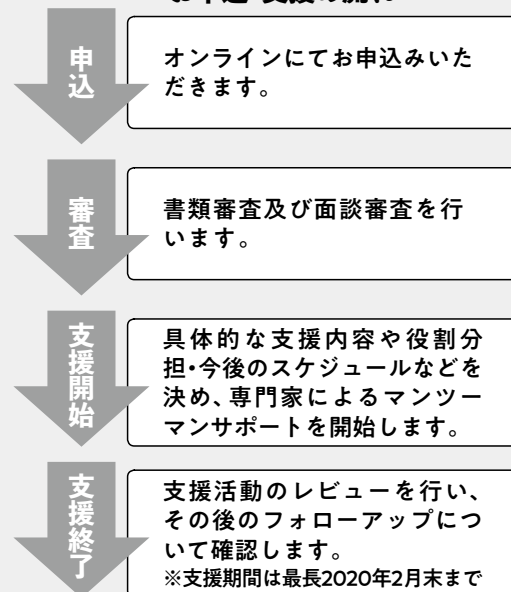 申込
オンラインにてお申込みいた
だきます。
審査
書類審査及び面談審査を行
います。
支援開始
具体的な支援内容や役割分
担・今後のスケジュールなどを
決め、専門家によるマンツー
マンサポートを開始します。
支援終了
支援活動のレビューを行い、
その後のフォローアップにつ
いて確認します。
※支援期間は最長2020年2月末まで